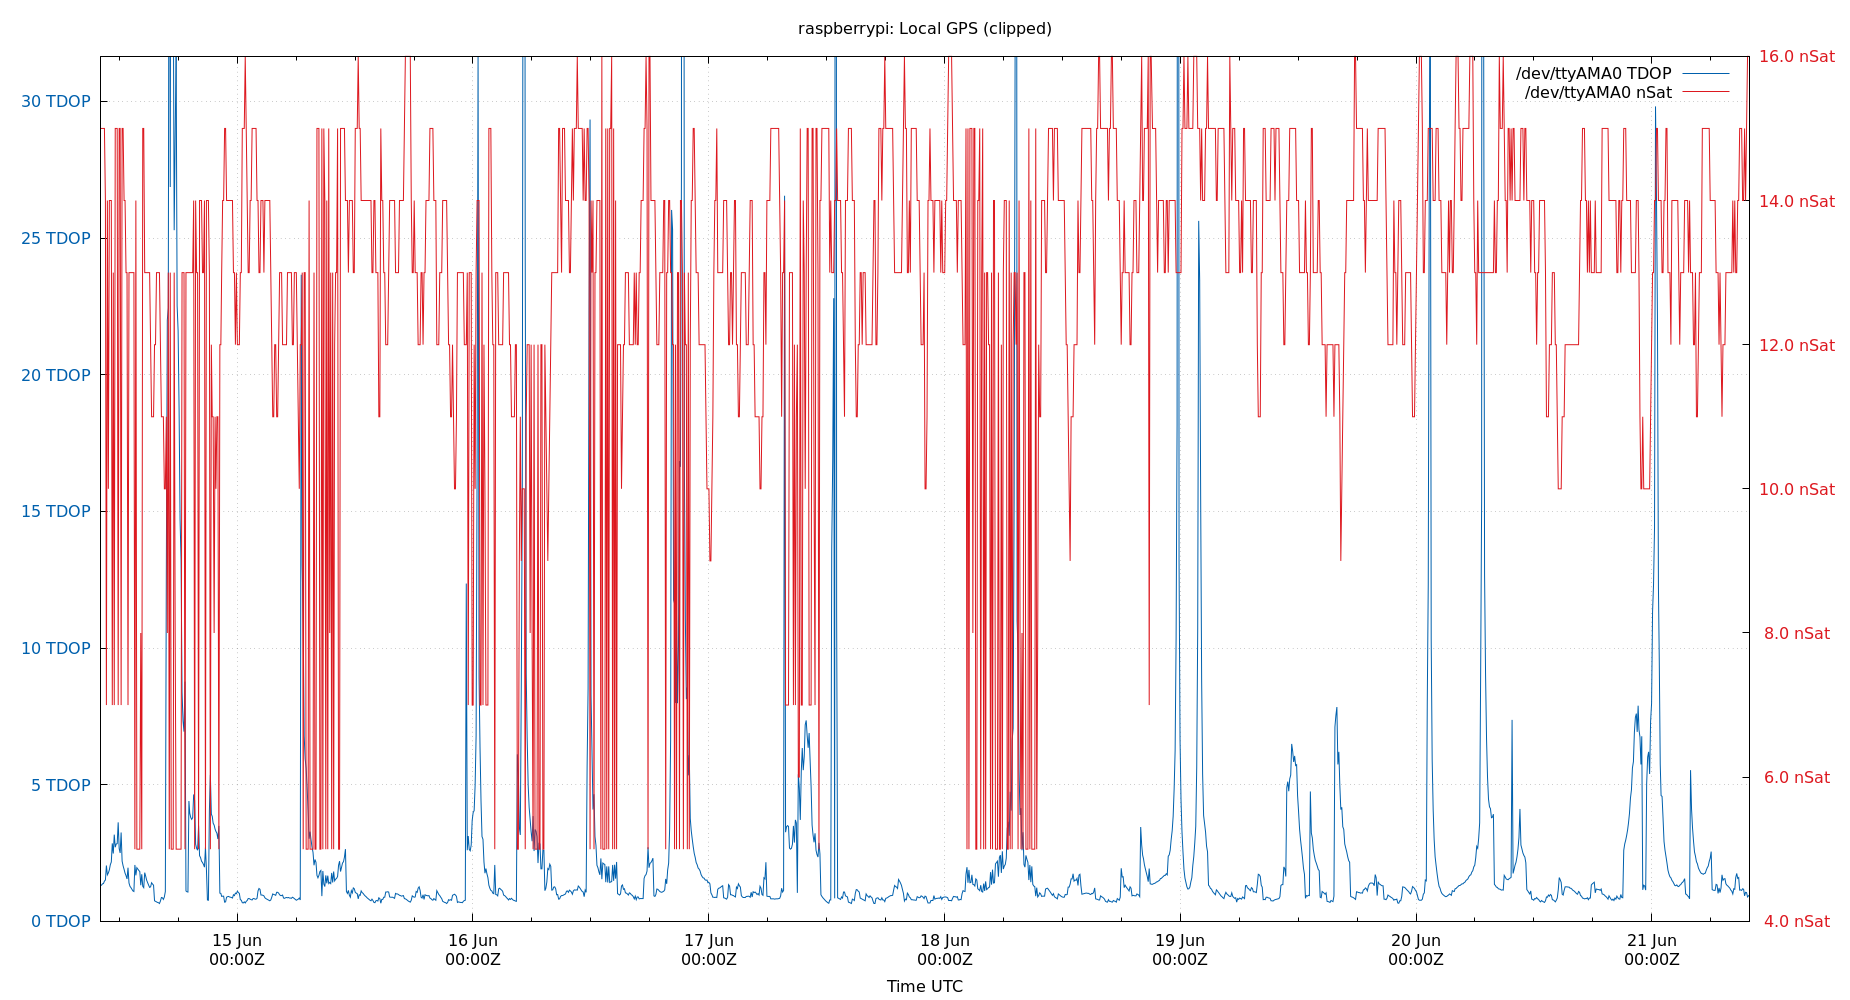 raspberrypi: Local GPS (clipped)
/dev/ttyAMA0 TDOP
/dev/ttyAMA0 nSat
30 TDOP
25 TDOP
20 TDOP
15 TDOP
10 TDOP
5 TDOP
0 TDOP
16.0 nSat
14.0 nSat
12.0 nSat
10.0 nSat
8.0 nSat
6.0 nSat
4.0 nSat
15 Jun
00:00Z
16 Jun
00:00Z
17 Jun
00:00Z
18 Jun
00:00Z
19 Jun
00:00Z
20 Jun
00:00Z
21 Jun
00:00Z
Time UTC